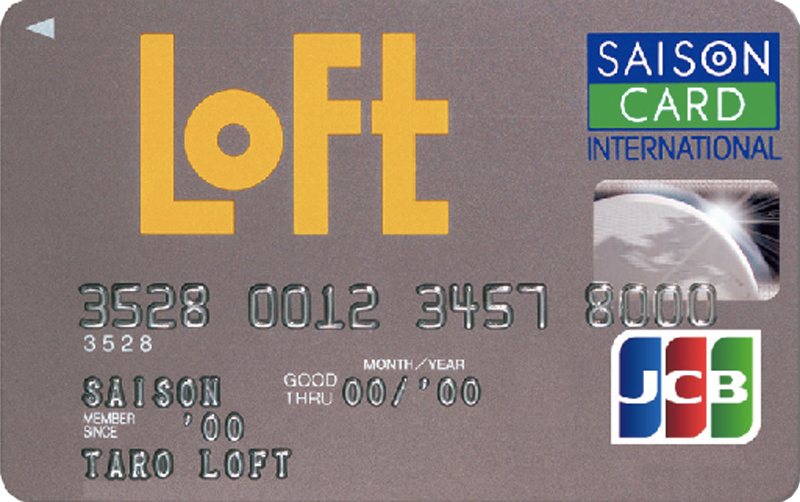 LoFt
SAISON
CARD
INTERNATIONAL
3528 0012 3457 8000
3528
MONTH/YEAR
GOOD THRU 00/'00
SAISON
MEMBER SINCE '00
TARO LOFT
JCB